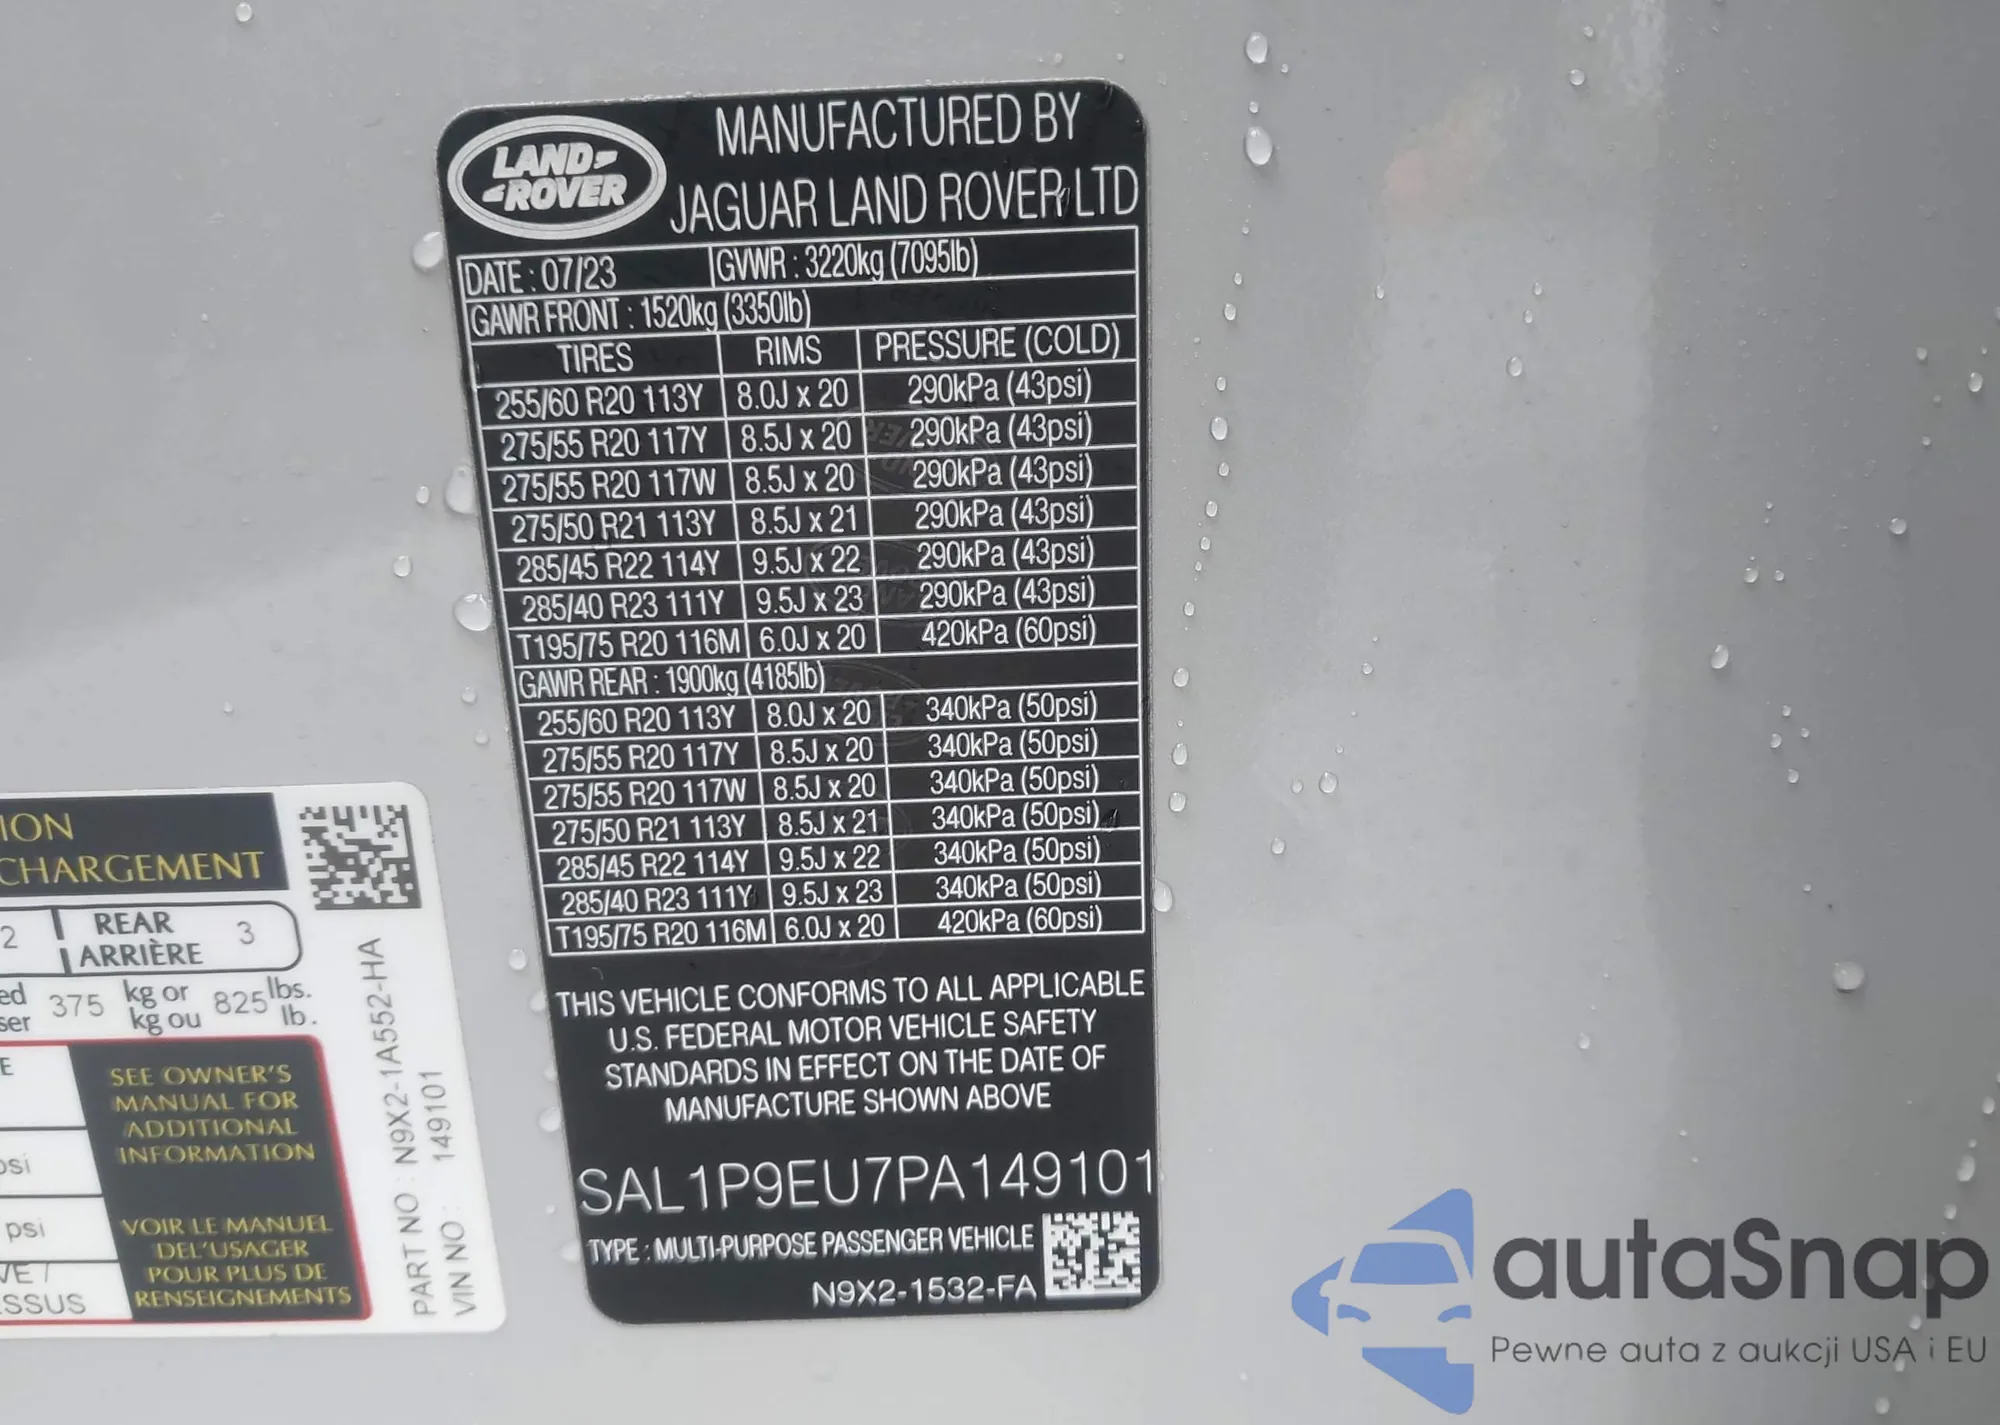 LAND-
ROVER
MANUFACTURED BY
JAGUAR LAND ROVER LTD
DATE : 07/23 GVWR : 3220kg (7095lb)
GAWR FRONT : 1520kg (3350lb)
TIRES RIMS PRESSURE (COLD)
255/60 R20 113Y 8.0J x 20 290kPa (43psi)
275/55 R20 117Y 8.5J x 20 290kPa (43psi)
275/55 R20 117W 8.5J x 20 290kPa (43psi)
275/50 R21 113Y 8.5J x 21 290kPa (43psi)
285/45 R22 114Y 9.5J x 22 290kPa (43psi)
285/40 R23 111Y 9.5J x 23 290kPa (43psi)
T195/75 R20 116M 6.0J x 20 420kPa (60psi)
GAWR REAR : 1900kg (4185lb)
255/60 R20 113Y 8.0J x 20 340kPa (50psi)
275/55 R20 117Y 8.5J x 20 340kPa (50psi)
275/55 R20 117W 8.5J x 20 340kPa (50psi)
275/50 R21 113Y 8.5J x 21 340kPa (50psi)
285/45 R22 114Y 9.5J x 22 340kPa (50psi)
285/40 R23 111Y 9.5J x 23 340kPa (50psi)
T195/75 R20 116M 6.0J x 20 420kPa (60psi)
THIS VEHICLE CONFORMS TO ALL APPLICABLE
U.S. FEDERAL MOTOR VEHICLE SAFETY
STANDARDS IN EFFECT ON THE DATE OF
MANUFACTURE SHOWN ABOVE
SAL1P9EU7PA149101
TYPE : MULTI-PURPOSE PASSENGER VEHICLE
N9X2-1532-FA
ION
CHARGEMENT
2 REAR 3
ARRIÈRE
ed 375 kg or 825 lbs.
ser kg ou lb.
E
SEE OWNER'S
MANUAL FOR
ADDITIONAL
INFORMATION
psi
psi
VOIR LE MANUEL
DEL'USAGER
POUR PLUS DE
RENSEIGNEMENTS
VE /
SSUS
PART NO : N9X2-1A552-HA
VIN NO : 149101
autaSnap
Pewne auta z aukcji USA i EU